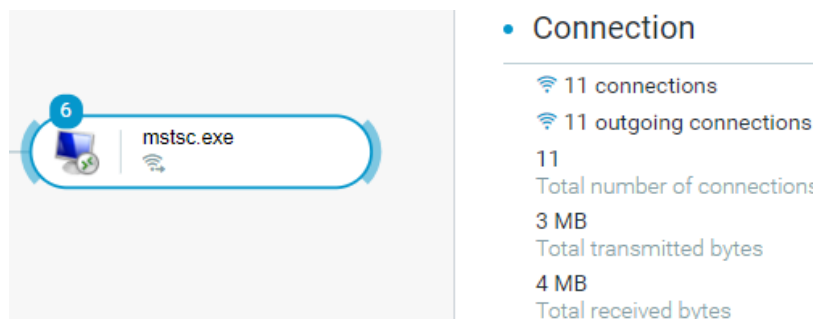 6
mstsc.exe
Connection
11 connections
11 outgoing connections
11
Total number of connections
3 MB
Total transmitted bytes
4 MB
Total received bytes